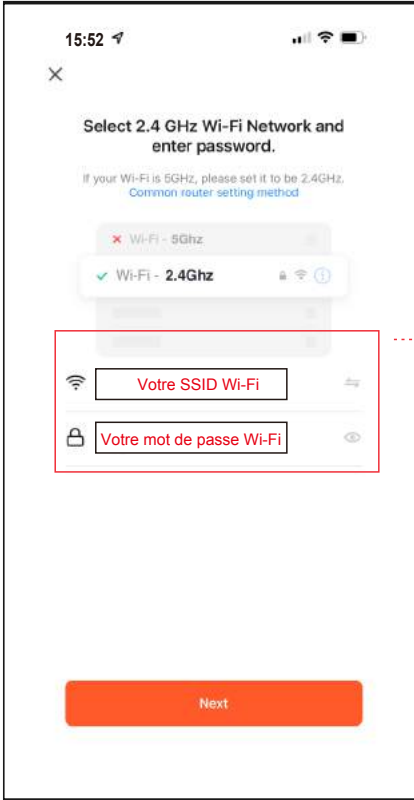 15:52
Select 2.4 GHz Wi-Fi Network and
enter password.
If your Wi-Fi is 5GHz, please set it to be 2.4GHz.
Common router setting method
Wi-Fi - 5Ghz
Wi-Fi - 2.4Ghz
Votre SSID Wi-Fi
Votre mot de passe Wi-Fi
Next